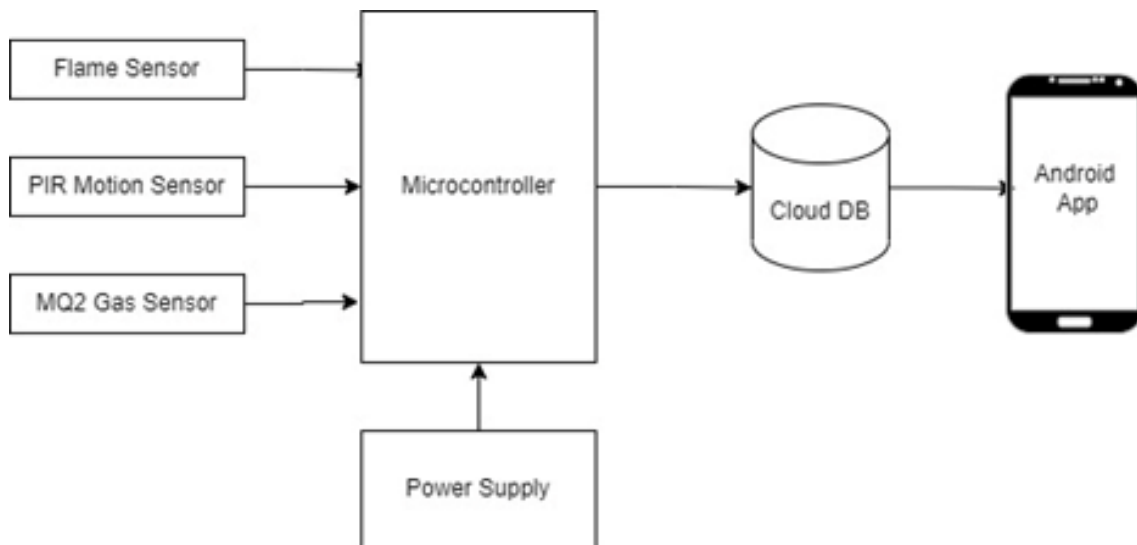 Flame Sensor
PIR Motion Sensor
MQ2 Gas Sensor
Microcontroller
Power Supply
Cloud DB
Android
App